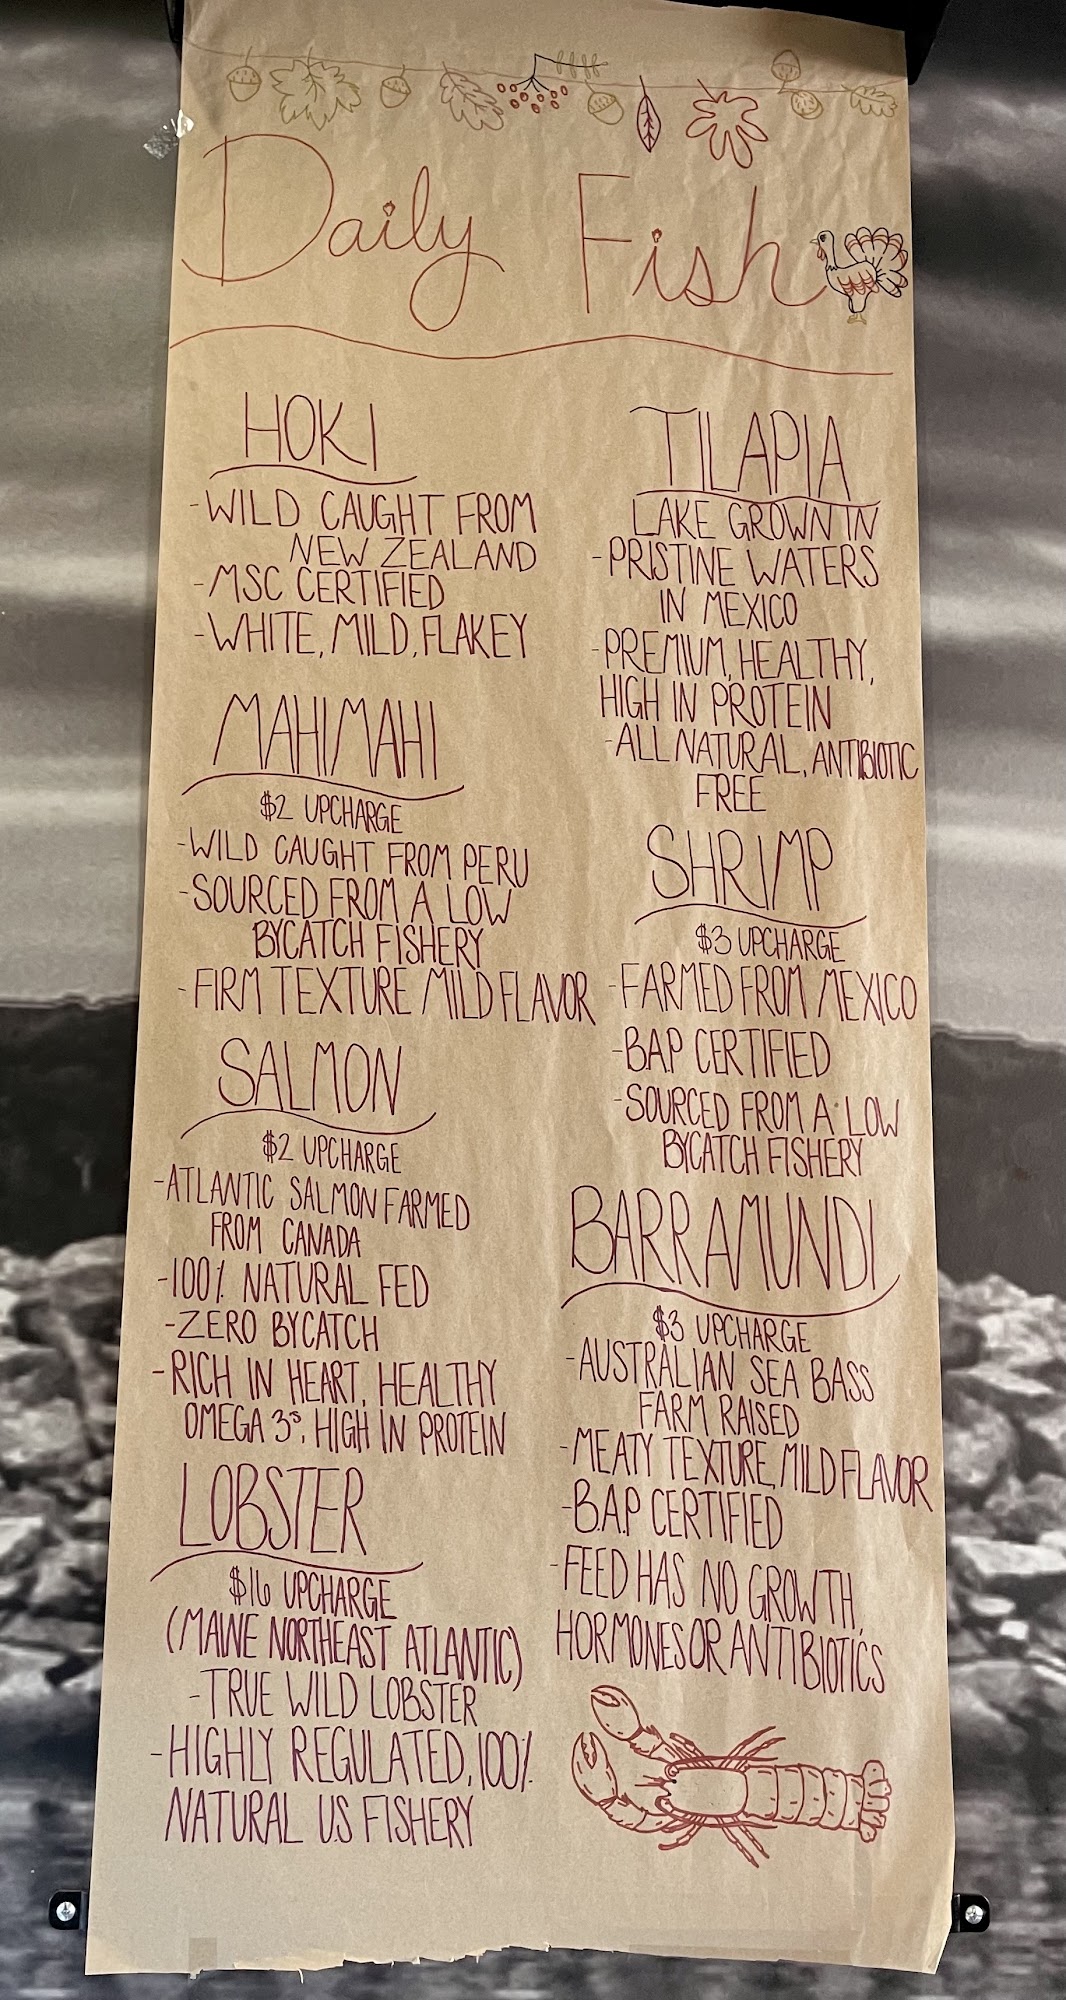 Daily Fish
HOKI
-WILD CAUGHT FROM
NEW ZEALAND
-MSC CERTIFIED
-WHITE, MILD, FLAKEY
MAHI MAHI
$2 UPCHARGE
-WILD CAUGHT FROM PERU
-SOURCED FROM A LOW
BYCATCH FISHERY
-FIRM TEXTURE MILD FLAVOR
SALMON
$2 UPCHARGE
-ATLANTIC SALMON FARMED
FROM CANADA
-100% NATURAL FED
-ZERO BYCATCH
-RICH IN HEART, HEALTHY
OMEGA 3s, HIGH IN PROTEIN
LOBSTER
$16 UPCHARGE
(MAINE NORTHEAST ATLANTIC)
-TRUE WILD LOBSTER
-HIGHLY REGULATED, 100%
NATURAL US FISHERY
TILAPIA
LAKE GROWN IN
-PRISTINE WATERS
IN MEXICO
-PREMIUM, HEALTHY,
HIGH IN PROTEIN
-ALL NATURAL, ANTIBIOTIC
FREE
SHRIMP
$3 UPCHARGE
-FARMED FROM MEXICO
-B.A.P CERTIFIED
-SOURCED FROM A LOW
BYCATCH FISHERY
BARRAMUNDI
$3 UPCHARGE
-AUSTRALIAN SEA BASS
FARM RAISED
-MEATY TEXTURE, MILD FLAVOR
-B.A.P CERTIFIED
-FEED HAS NO GROWTH,
HORMONES OR ANTIBIOTICS